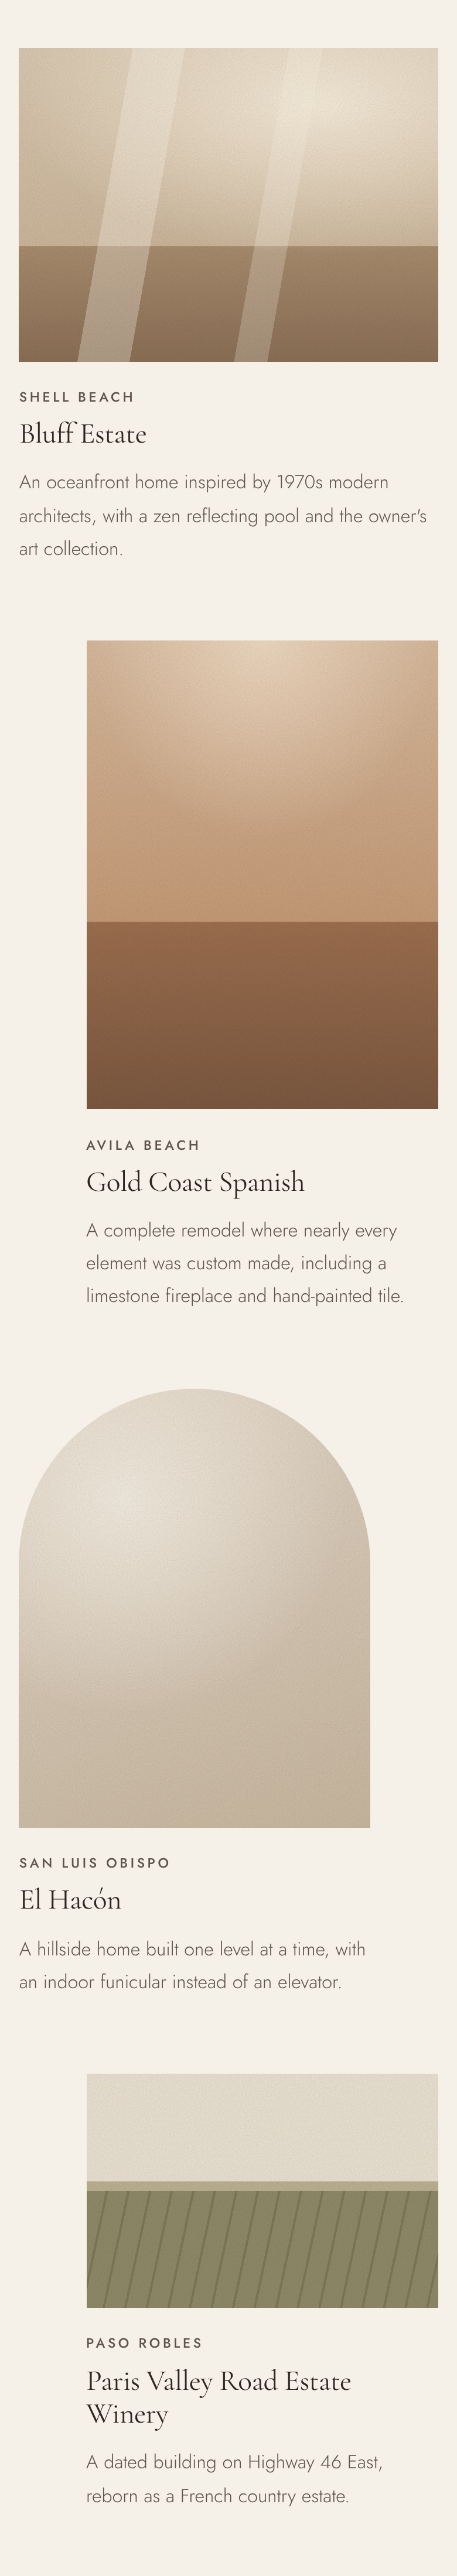 SHELL BEACH
Bluff Estate
An oceanfront home inspired by 1970s modern
architects, with a zen reflecting pool and the owner's
art collection.
AVILA BEACH
Gold Coast Spanish
A complete remodel where nearly every
element was custom made, including a
limestone fireplace and hand-painted tile.
SAN LUIS OBISPO
El Hacón
A hillside home built one level at a time, with
an indoor funicular instead of an elevator.
PASO ROBLES
Paris Valley Road Estate
Winery
A dated building on Highway 46 East,
reborn as a French country estate.